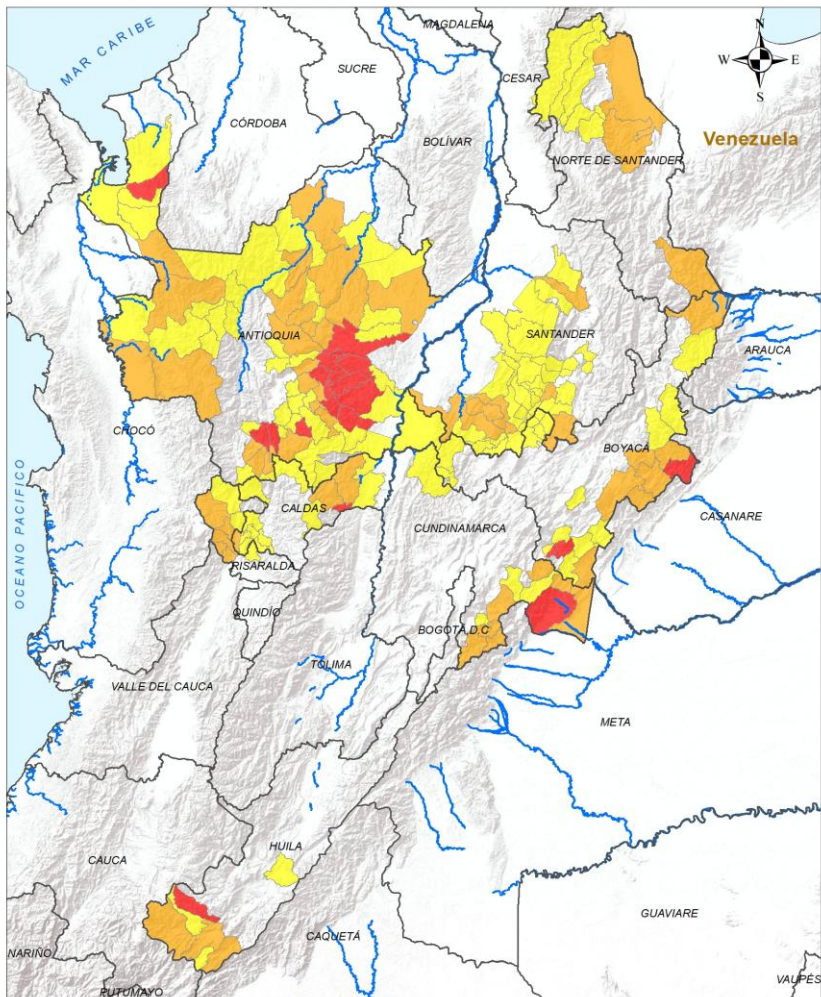 MAGDALENA
N
MAR CARIBE
SUCRE
CESAR
W
E
S
CÓRDOBA
BOLÍVAR
Venezuela
NORTE DE SANTANDER
ANTIOQUIA
SANTANDER
ARAUCA
CHOCÓ
BOYACÁ
OCEANO PACIFICO
CALDAS
CASANARE
CUNDINAMARCA
RISARALDA
QUINDÍO
BOGOTÁ, D.C
TOLIMA
VALLE DEL CAUCA
META
HUILA
CAUCA
GUAVIARE
CAQUETÁ
NARIÑO
VAUPÉS
PUTUMAYO